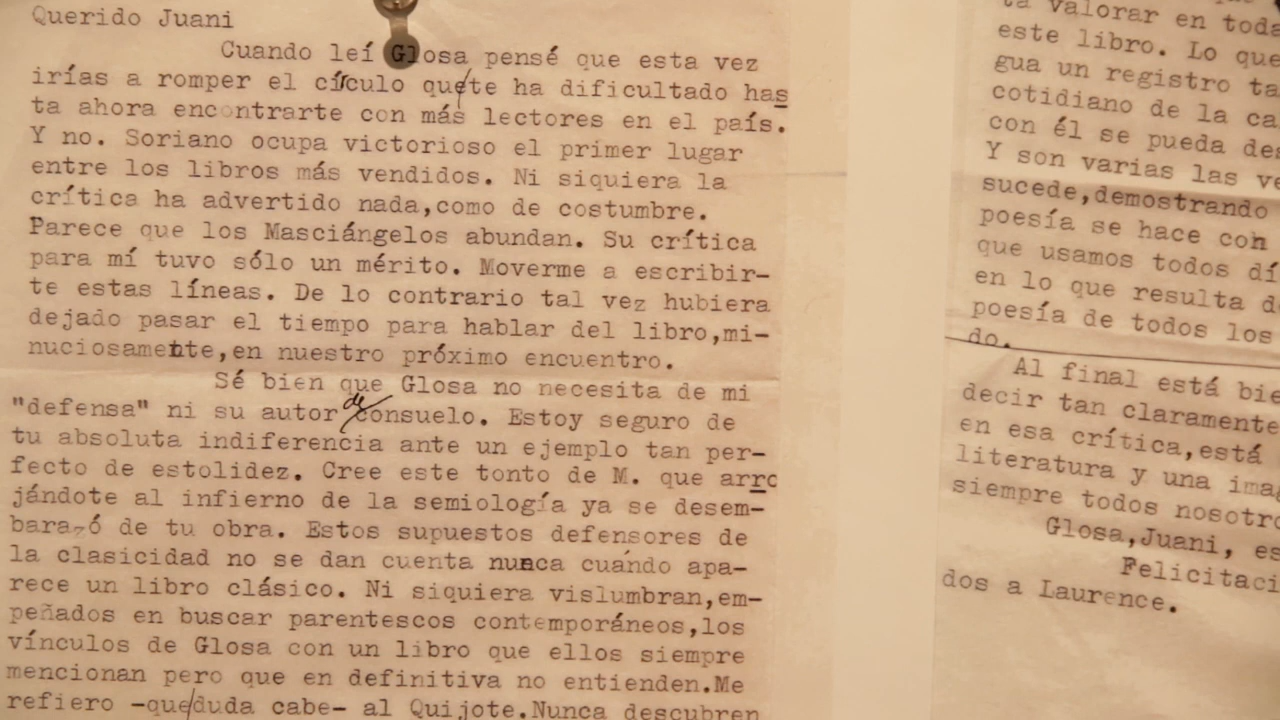 Querido Juani
Cuando leí Glosa pensé que esta vez
irías a romper el círculo que/te ha dificultado has
ta ahora encontrarte con más lectores en el país.
Y no. Soriano ocupa victorioso el primer lugar
entre los libros más vendidos. Ni siquiera la
crítica ha advertido nada,como de costumbre.
Parece que los Masciángelos abundan. Su crítica
para mí tuvo sólo un mérito. Moverme a escribir-
te estas líneas. De lo contrario tal vez hubiera
dejado pasar el tiempo para hablar del libro,mi-
nuciosamente,en nuestro próximo encuentro.
Sé bien que Glosa no necesita de mi
"defensa" ni su autor de consuelo. Estoy seguro de
tu absoluta indiferencia ante un ejemplo tan per-
fecto de estolidez. Cree este tonto de M. que arro
jándote al infierno de la semiología ya se desem-
barazó de tu obra. Estos supuestos defensores de
la clasicidad no se dan cuenta nunca cuándo apa-
rece un libro clásico. Ni siquiera vislumbran,em-
peñados en buscar parentescos contemporáneos,los
vínculos de Glosa con un libro que ellos siempre
mencionan pero que en definitiva no entienden.Me
refiero -que/duda cabe- al Quijote.Nunca descubren
ta valorar en toda
este libro. Lo que
gua un registro ta
cotidiano de la ca
con él se pueda des
Y son varias las ve
sucede,demostrando
poesía se hace con
que usamos todos dí
en lo que resulta d
poesía de todos los
do.
Al final está bie
decir tan claramente
en esa crítica,está
literatura y una imag
siempre todos nosotro
Glosa,Juani, es
Felicitaci
dos a Laurence.